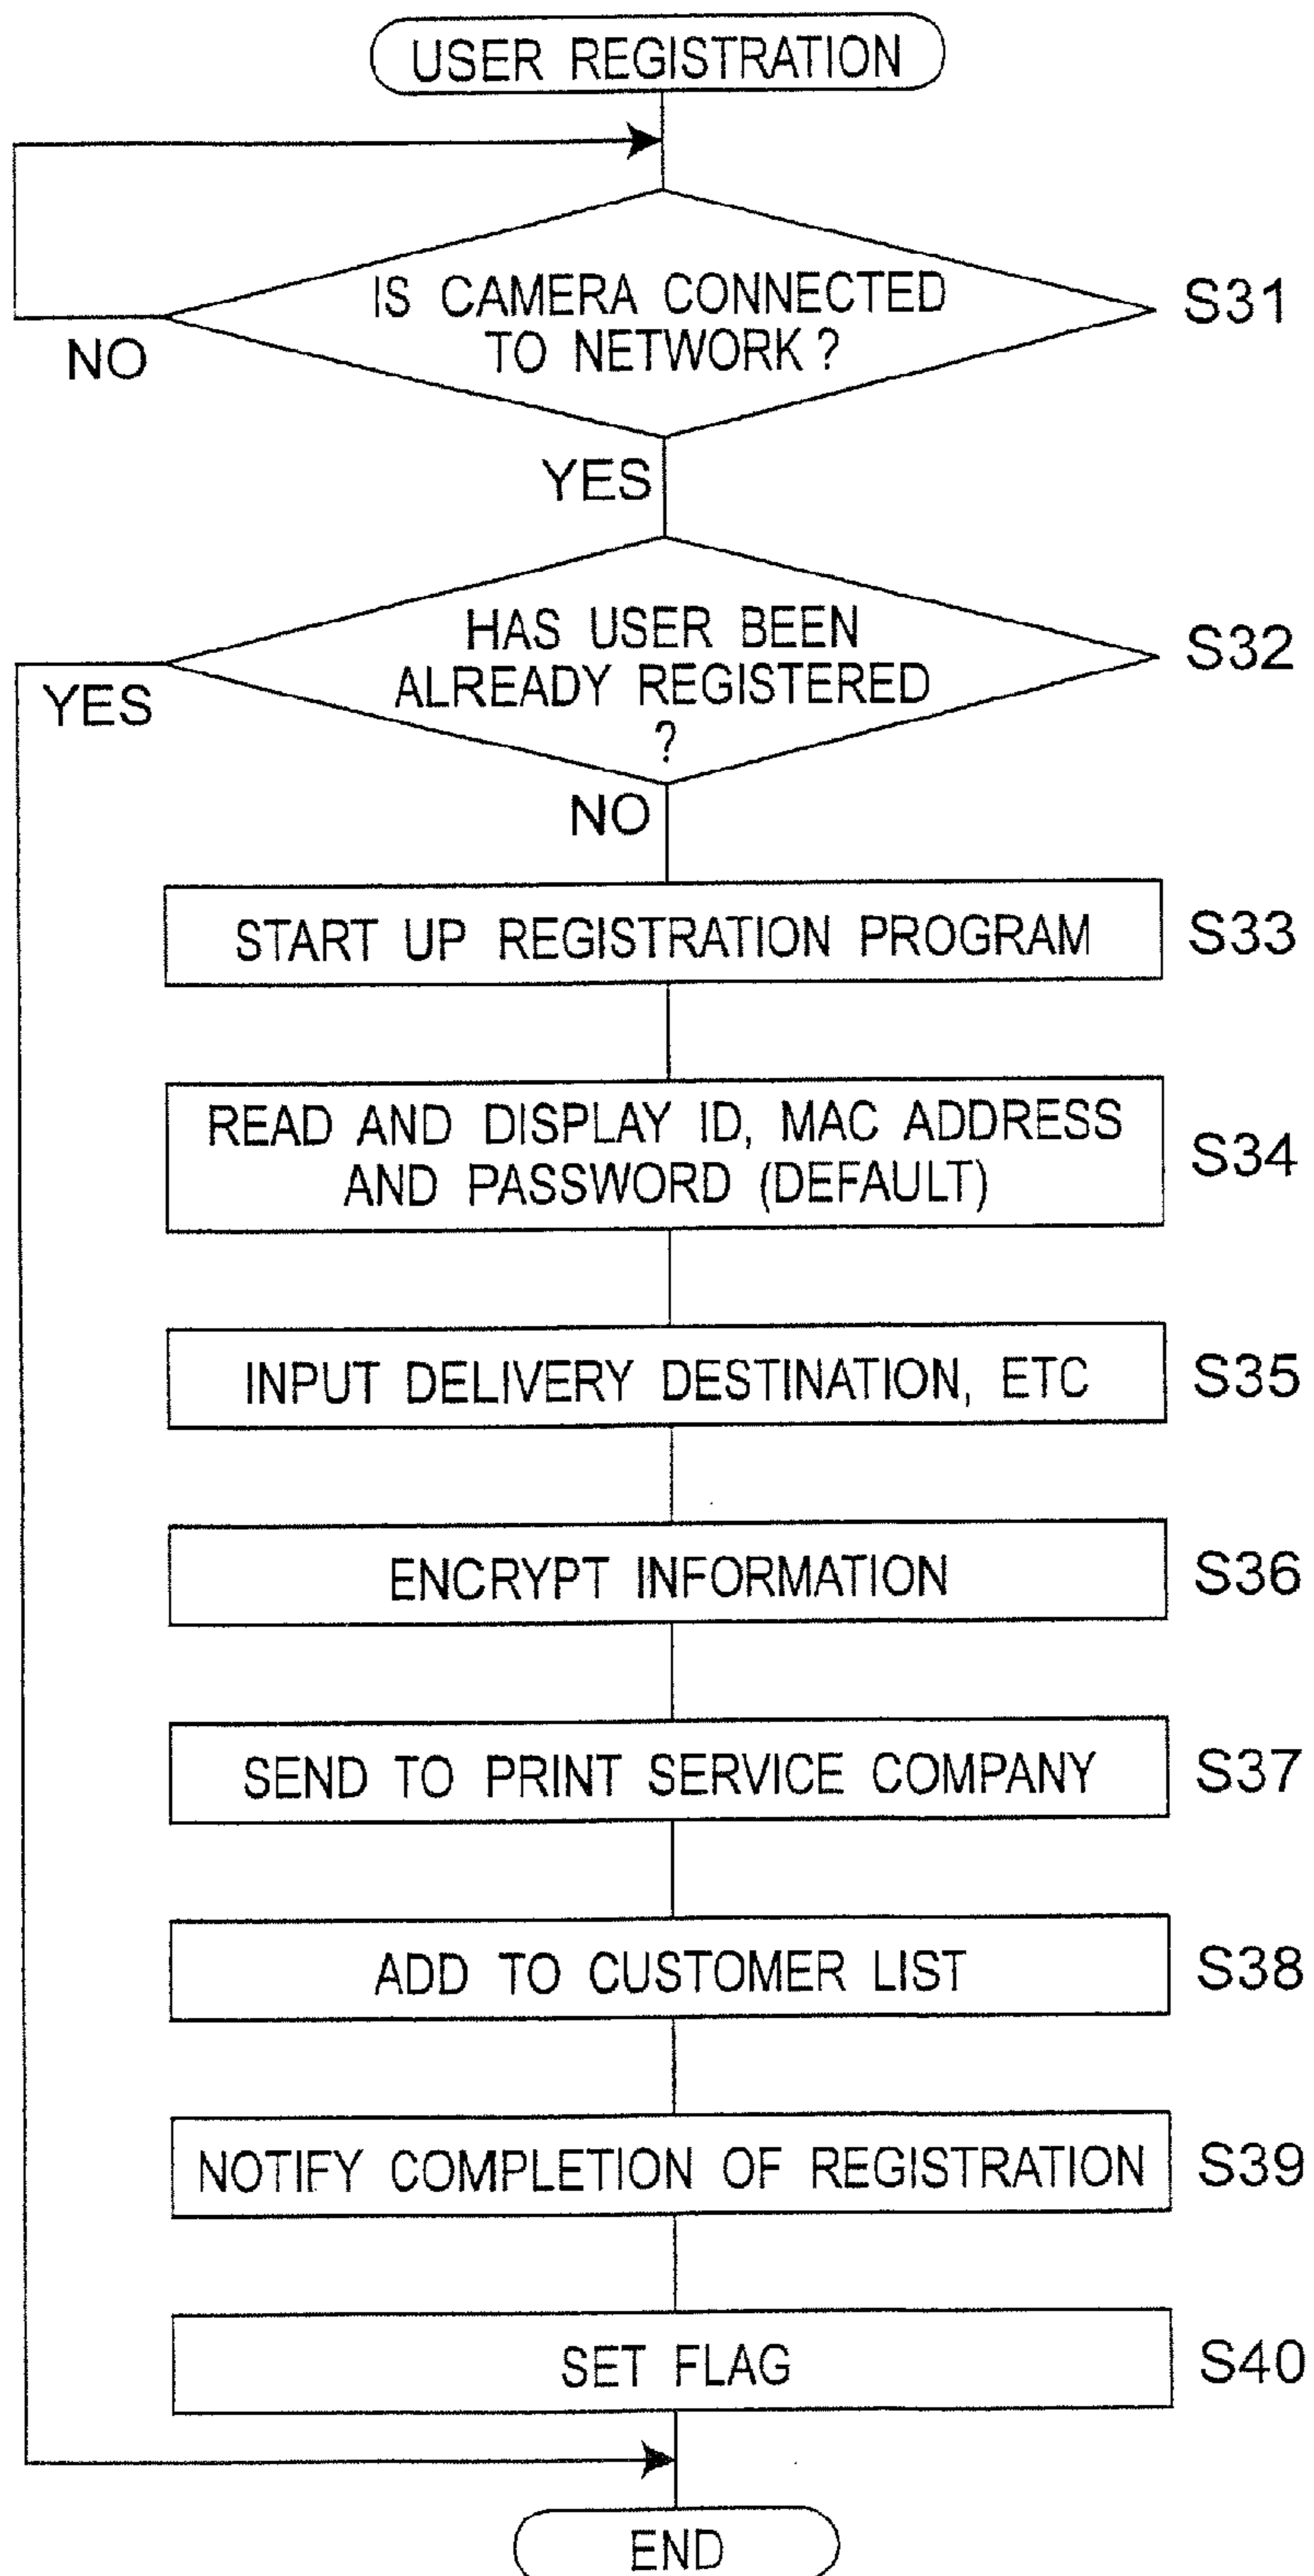 USER REGISTRATION
IS CAMERA CONNECTED
TO NETWORK?
S31
NO
YES
HAS USER BEEN
ALREADY REGISTERED
?
S32
YES
NO
START UP REGISTRATION PROGRAM
S33
READ AND DISPLAY ID, MAC ADDRESS
AND PASSWORD (DEFAULT)
S34
INPUT DELIVERY DESTINATION, ETC
S35
ENCRYPT INFORMATION
S36
SEND TO PRINT SERVICE COMPANY
S37
ADD TO CUSTOMER LIST
S38
NOTIFY COMPLETION OF REGISTRATION
S39
SET FLAG
S40
END